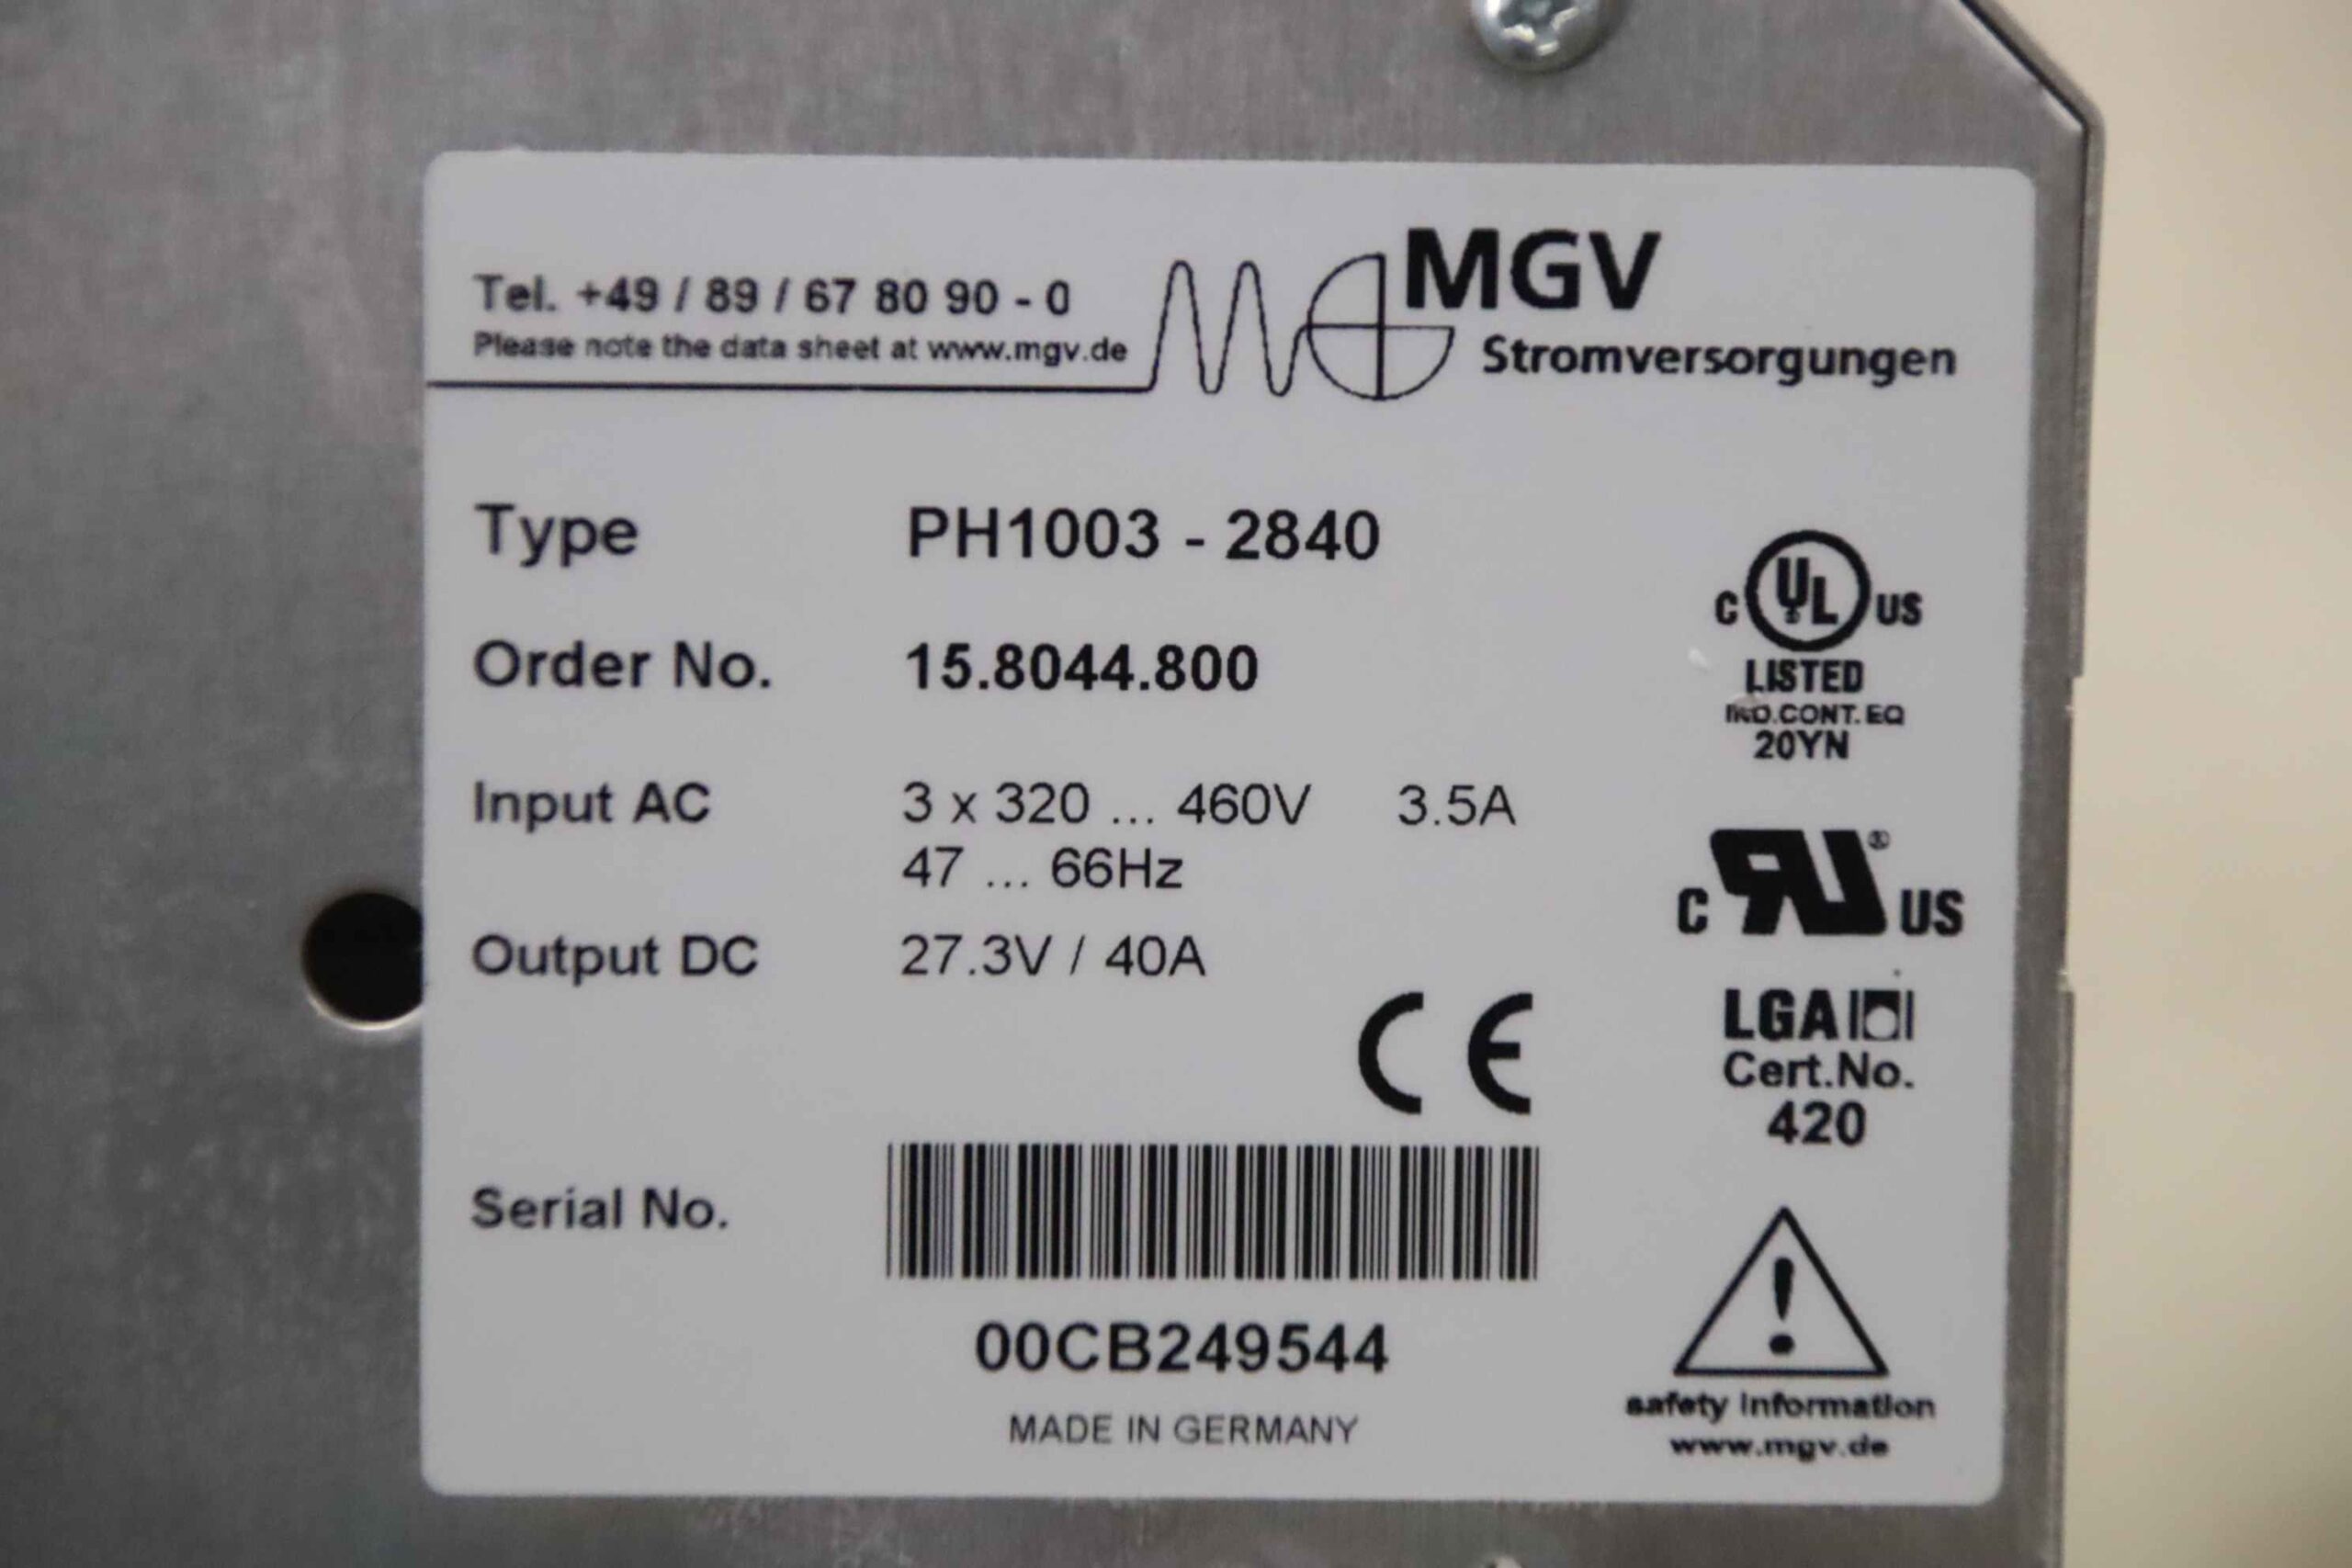 Tel. +49 / 89 / 67 80 90 - 0
Please note the data sheet at www.mgv.de
MGV
Stromversorgungen
Type PH1003 - 2840
Order No. 15.8044.800
Input AC 3 x 320 ... 460V 3.5A
47 ... 66Hz
Output DC 27.3V / 40A
CE
Serial No.
00CB249544
MADE IN GERMANY
C UL US
LISTED
IND.CONT.EQ
20YN
C RU ® US
LGA
Cert.No.
420
!
safety information
www.mgv.de